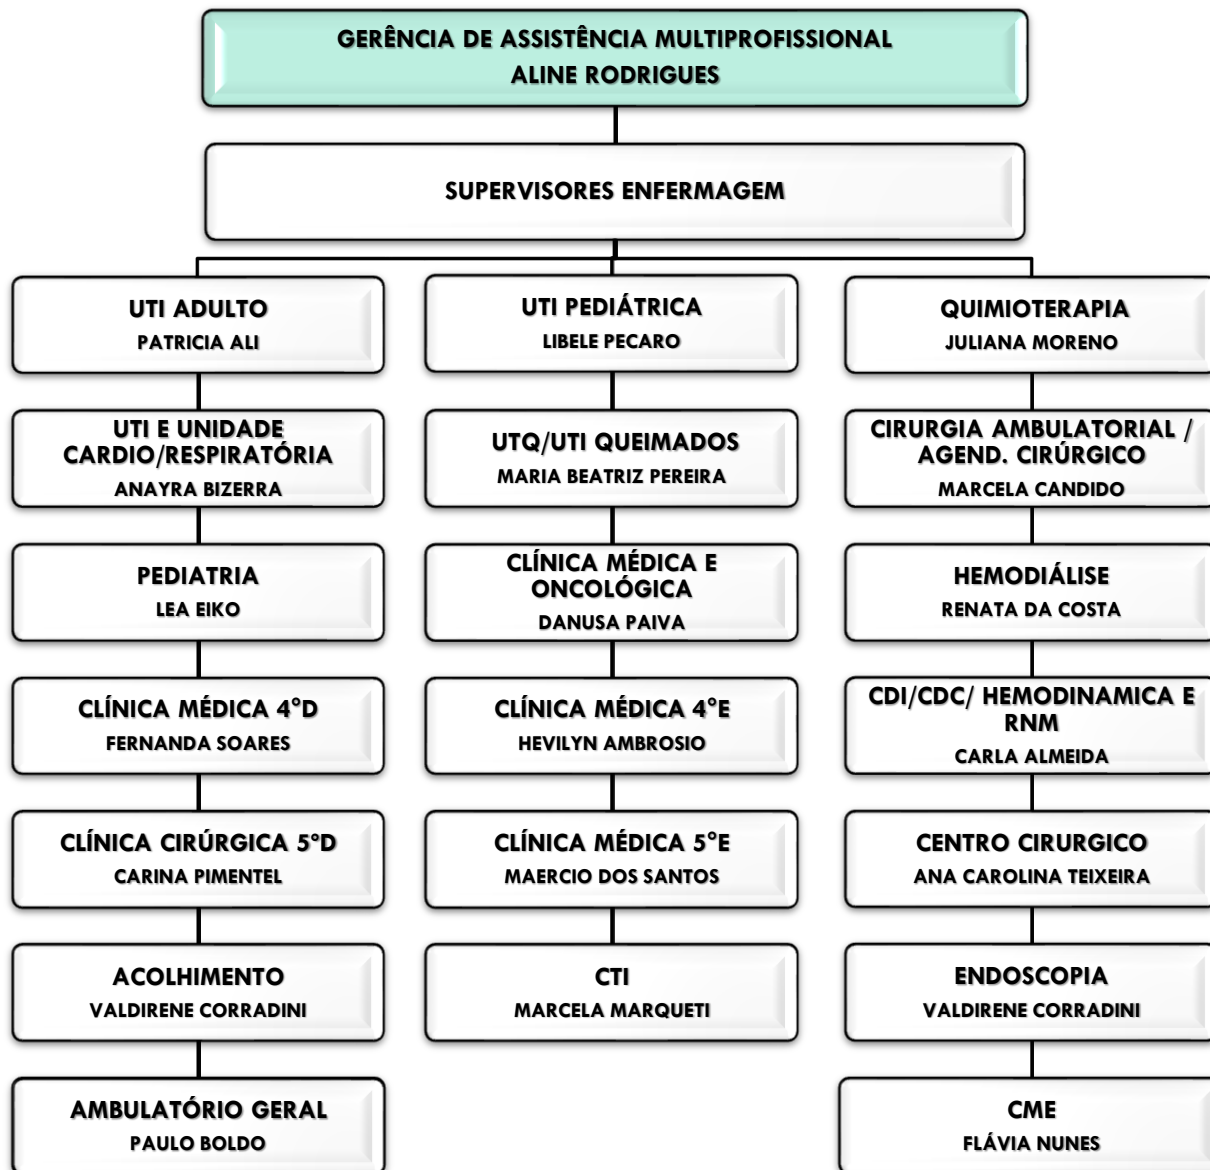 GERÊNCIA DE ASSISTÊNCIA MULTIPROFISSIONAL
ALINE RODRIGUES
SUPERVISORES ENFERMAGEM
UTI ADULTO
PATRICIA ALI
UTI PEDIÁTRICA
LIBELE PECARO
QUIMIOTERAPIA
JULIANA MORENO
UTI E UNIDADE
CARDIO/RESPIRATÓRIA
ANAYRA BIZERRA
UTQ/UTI QUEIMADOS
MARIA BEATRIZ PEREIRA
CIRURGIA AMBULATORIAL /
AGEND. CIRÚRGICO
MARCELA CANDIDO
PEDIATRIA
LEA EIKO
CLÍNICA MÉDICA E
ONCOLÓGICA
DANUSA PAIVA
HEMODIÁLISE
RENATA DA COSTA
CLÍNICA MÉDICA 4°D
FERNANDA SOARES
CLÍNICA MÉDICA 4°E
HEVILYN AMBROSIO
CDI/CDC/ HEMODINAMICA E
RNM
CARLA ALMEIDA
CLÍNICA CIRÚRGICA 5ºD
CARINA PIMENTEL
CLÍNICA MÉDICA 5°E
MAERCIO DOS SANTOS
CENTRO CIRURGICO
ANA CAROLINA TEIXEIRA
ACOLHIMENTO
VALDIRENE CORRADINI
CTI
MARCELA MARQUETI
ENDOSCOPIA
VALDIRENE CORRADINI
AMBULATÓRIO GERAL
PAULO BOLDO
CME
FLÁVIA NUNES